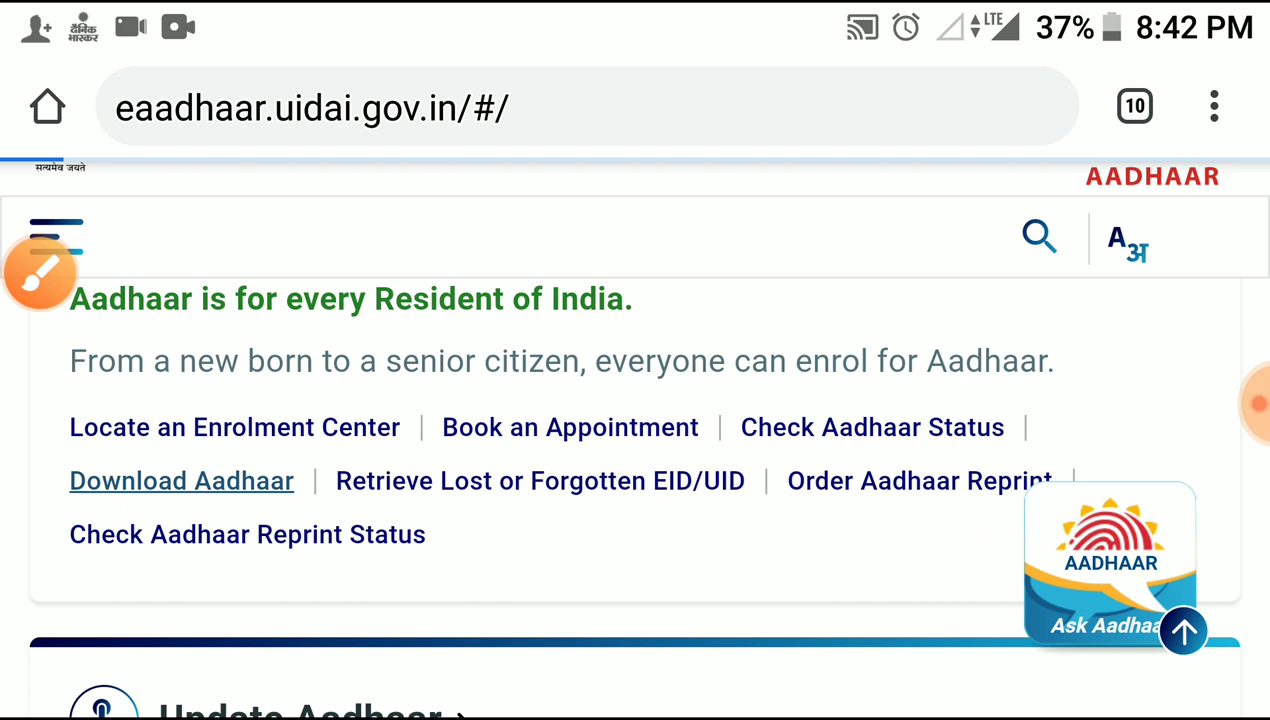 दैनिक
भास्कर
LTE
37%
8:42 PM
eaadhaar.uidai.gov.in/#/
10
सत्यमेव जयते
AADHAAR
A अ
Aadhaar is for every Resident of India.
From a new born to a senior citizen, everyone can enrol for Aadhaar.
Locate an Enrolment Center | Book an Appointment | Check Aadhaar Status |
Download Aadhaar | Retrieve Lost or Forgotten EID/UID | Order Aadhaar Reprint |
Check Aadhaar Reprint Status
AADHAAR
Ask Aadhaa
Update Aadhaar ›